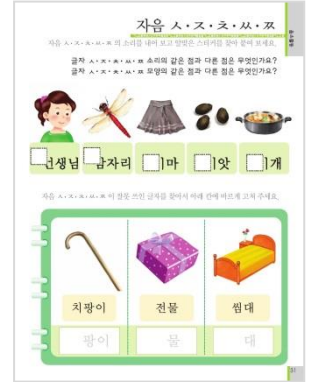 자음 ㅅ·ㅈ·ㅊ·ㅆ·ㅉ
자음 ㅅ·ㅈ·ㅊ·ㅆ·ㅉ 의 소리를 내어 보고 알맞은 스티커를 찾아 붙여 보세요.
글자 ㅅ·ㅈ·ㅊ·ㅆ·ㅉ 소리의 같은 점과 다른 점은 무엇인가요?
글자 ㅅ·ㅈ·ㅊ·ㅆ·ㅉ 모양의 같은 점과 다른 점은 무엇인가요?
선생님 잠자리 ㅣ마 ㅣ앗 ㅣ개
자음 ㅅ·ㅈ·ㅊ·ㅆ·ㅉ 이 잘못 쓰인 글자를 찾아서 아래 칸에 바르게 고쳐 주세요.
치팡이 전물 씸대
팡이 물 대